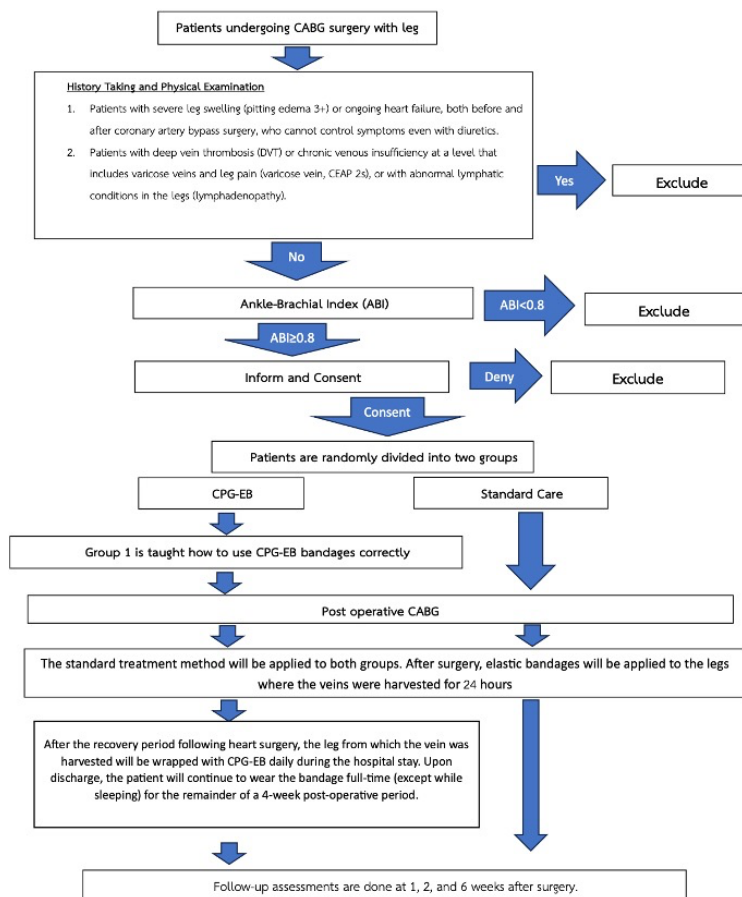 Patients undergoing CABG surgery with leg
History Taking and Physical Examination
1. Patients with severe leg swelling (pitting edema 3+) or ongoing heart failure, both before and
after coronary artery bypass surgery, who cannot control symptoms even with diuretics.
2. Patients with deep vein thrombosis (DVT) or chronic venous insufficiency at a level that
includes varicose veins and leg pain (varicose vein, CEAP 2s), or with abnormal lymphatic
conditions in the legs (lymphadenopathy).
Yes
Exclude
No
Ankle-Brachial Index (ABI)
ABI<0.8
Exclude
ABI≥0.8
Inform and Consent
Deny
Exclude
Consent
Patients are randomly divided into two groups
CPG-EB
Standard Care
Group 1 is taught how to use CPG-EB bandages correctly
Post operative CABG
The standard treatment method will be applied to both groups. After surgery, elastic bandages will be applied to the legs
where the veins were harvested for 24 hours
After the recovery period following heart surgery, the leg from which the vein was
harvested will be wrapped with CPG-EB daily during the hospital stay. Upon
discharge, the patient will continue to wear the bandage full-time (except while
sleeping) for the remainder of a 4-week post-operative period.
Follow-up assessments are done at 1, 2, and 6 weeks after surgery.